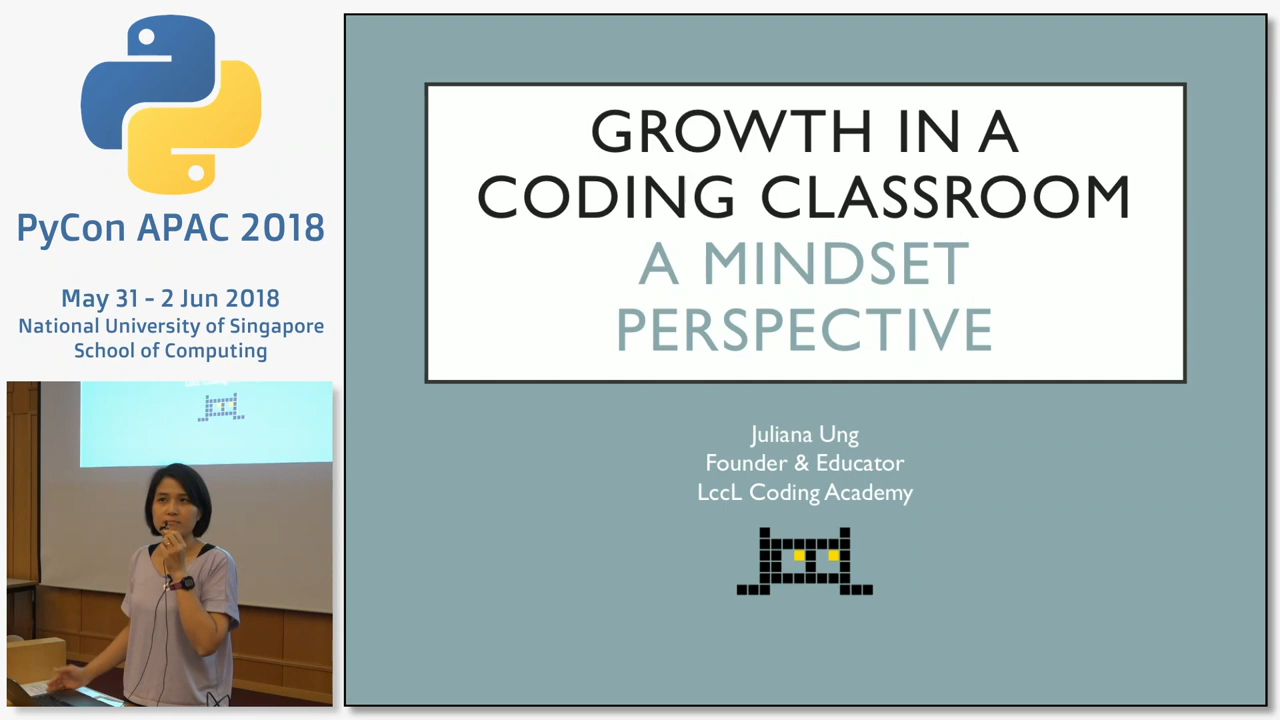 PyCon APAC 2018
May 31 - 2 Jun 2018
National University of Singapore
School of Computing
GROWTH IN A
CODING CLASSROOM
A MINDSET
PERSPECTIVE
Juliana Ung
Founder & Educator
LccL Coding Academy